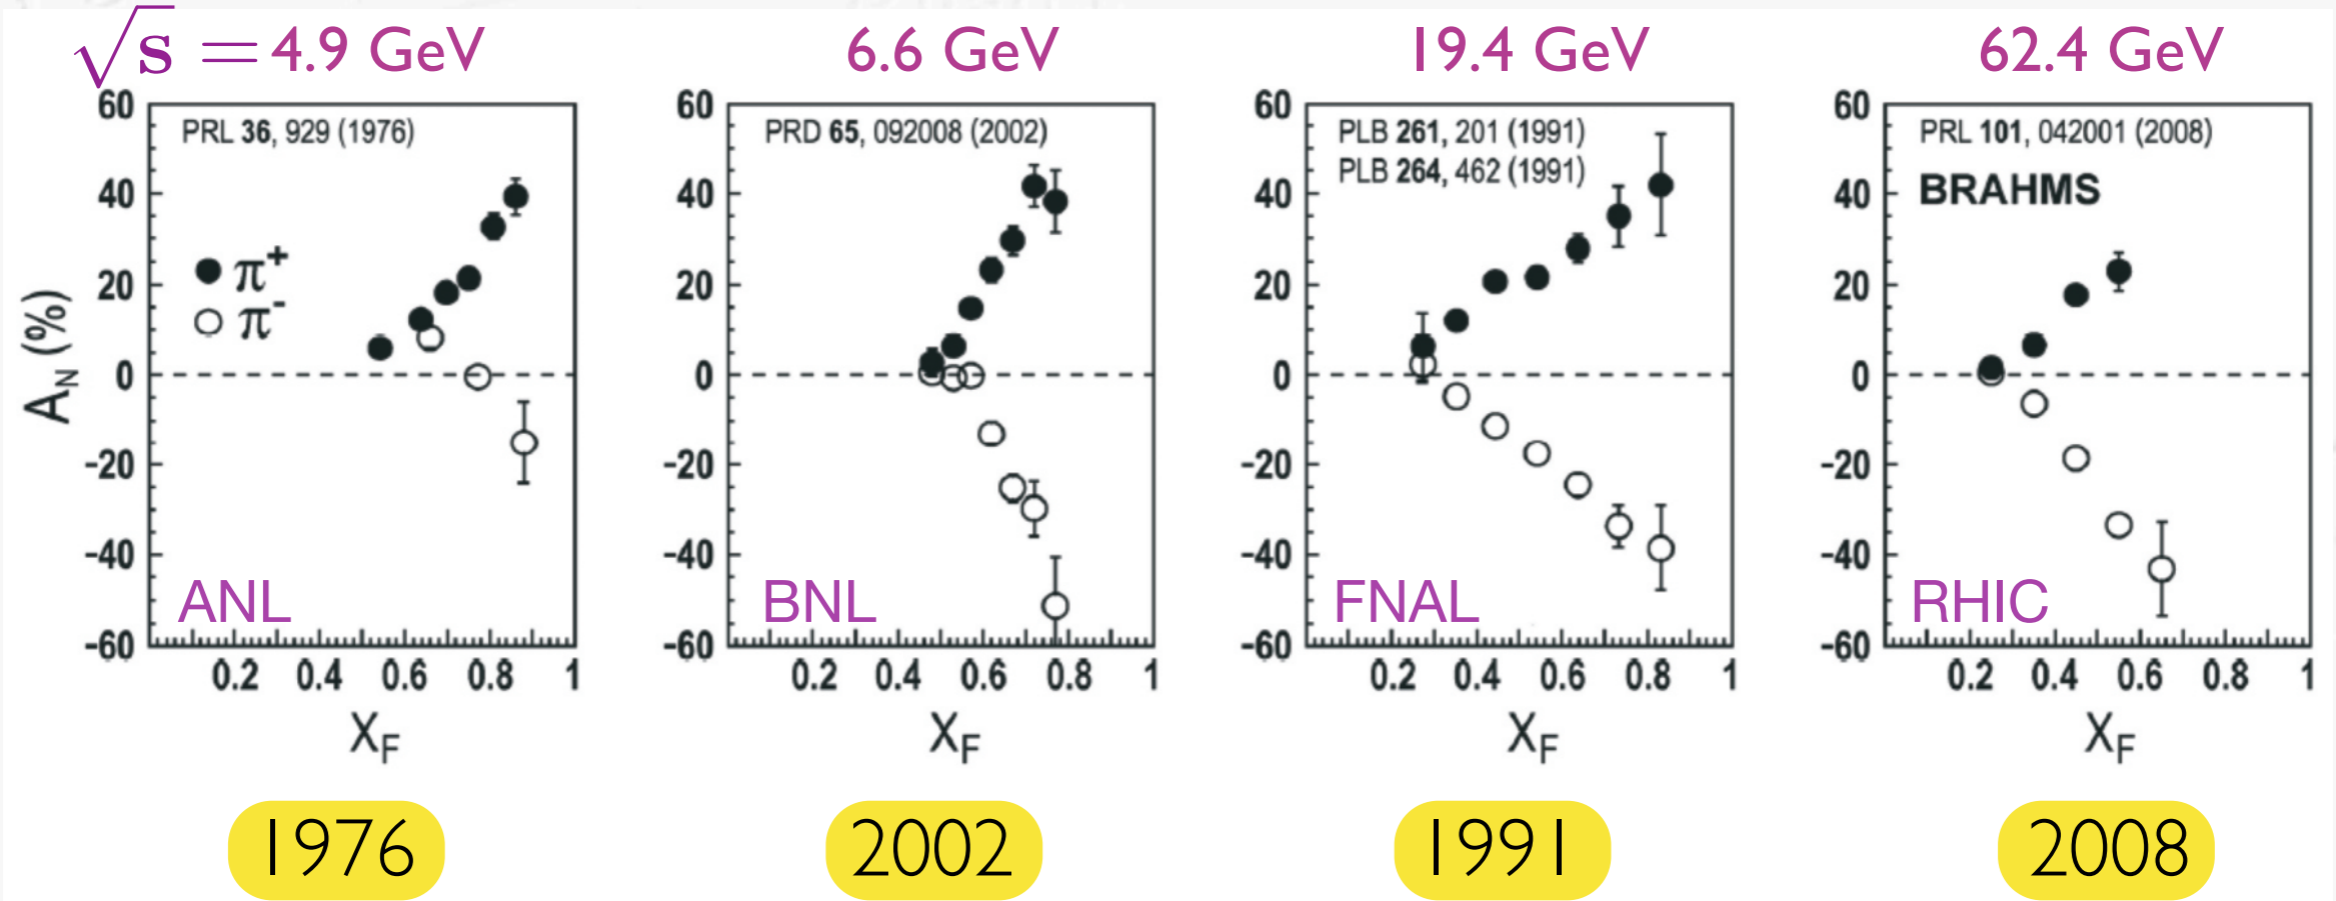 √s = 4.9 GeV
6.6 GeV
19.4 GeV
62.4 GeV
A_N (%)
60
40
20
0
-20
-40
-60
PRL 36, 929 (1976)
π+
π-
ANL
0.2 0.4 0.6 0.8 1
X_F
1976
60
40
20
0
-20
-40
-60
PRD 65, 092008 (2002)
BNL
0.2 0.4 0.6 0.8 1
X_F
2002
60
40
20
0
-20
-40
-60
PLB 261, 201 (1991)
PLB 264, 462 (1991)
FNAL
0.2 0.4 0.6 0.8 1
X_F
1991
60
40
20
0
-20
-40
-60
PRL 101, 042001 (2008)
BRAHMS
RHIC
0.2 0.4 0.6 0.8 1
X_F
2008